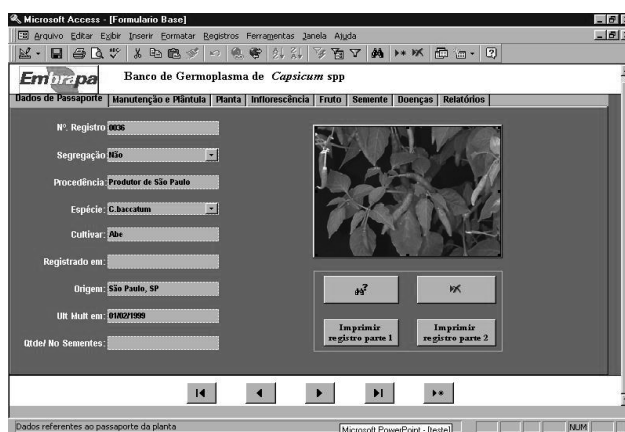 Microsoft Access - [Formulario Base]
Arquivo Editar Exibir Inserir Formatar Registros Ferramentas Janela Ajuda
Embrapa
Banco de Germoplasma de Capsicum spp
Dados de Passaporte Manutenção e Plântula Planta Inflorescência Fruto Semente Doenças Relatórios
Nº. Registro 0036
Segregação Não
Procedência: Produtor de São Paulo
Espécie: C.baccatum
Cultivar: Abe
Registrado em:
Origem: São Paulo, SP
Ult Mult em: 01/02/1999
Qtde/ No Sementes:
Imprimir registro parte 1
Imprimir registro parte 2
Dados referentes ao passaporte da planta
Microsoft PowerPoint - [teste]
NUM